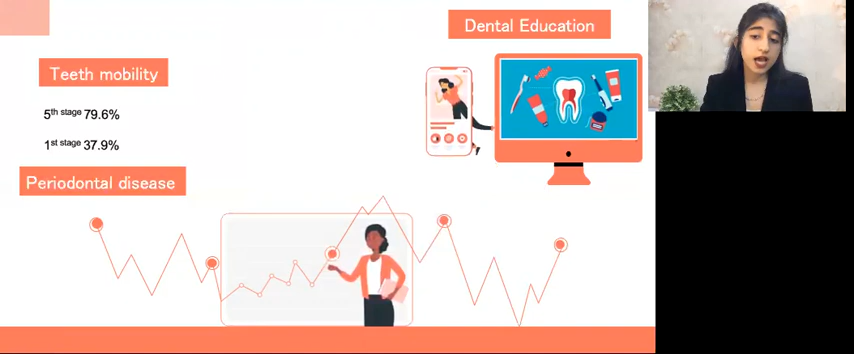 Dental Education
Teeth mobility
5th stage 79.6%
1st stage 37.9%
Periodontal disease